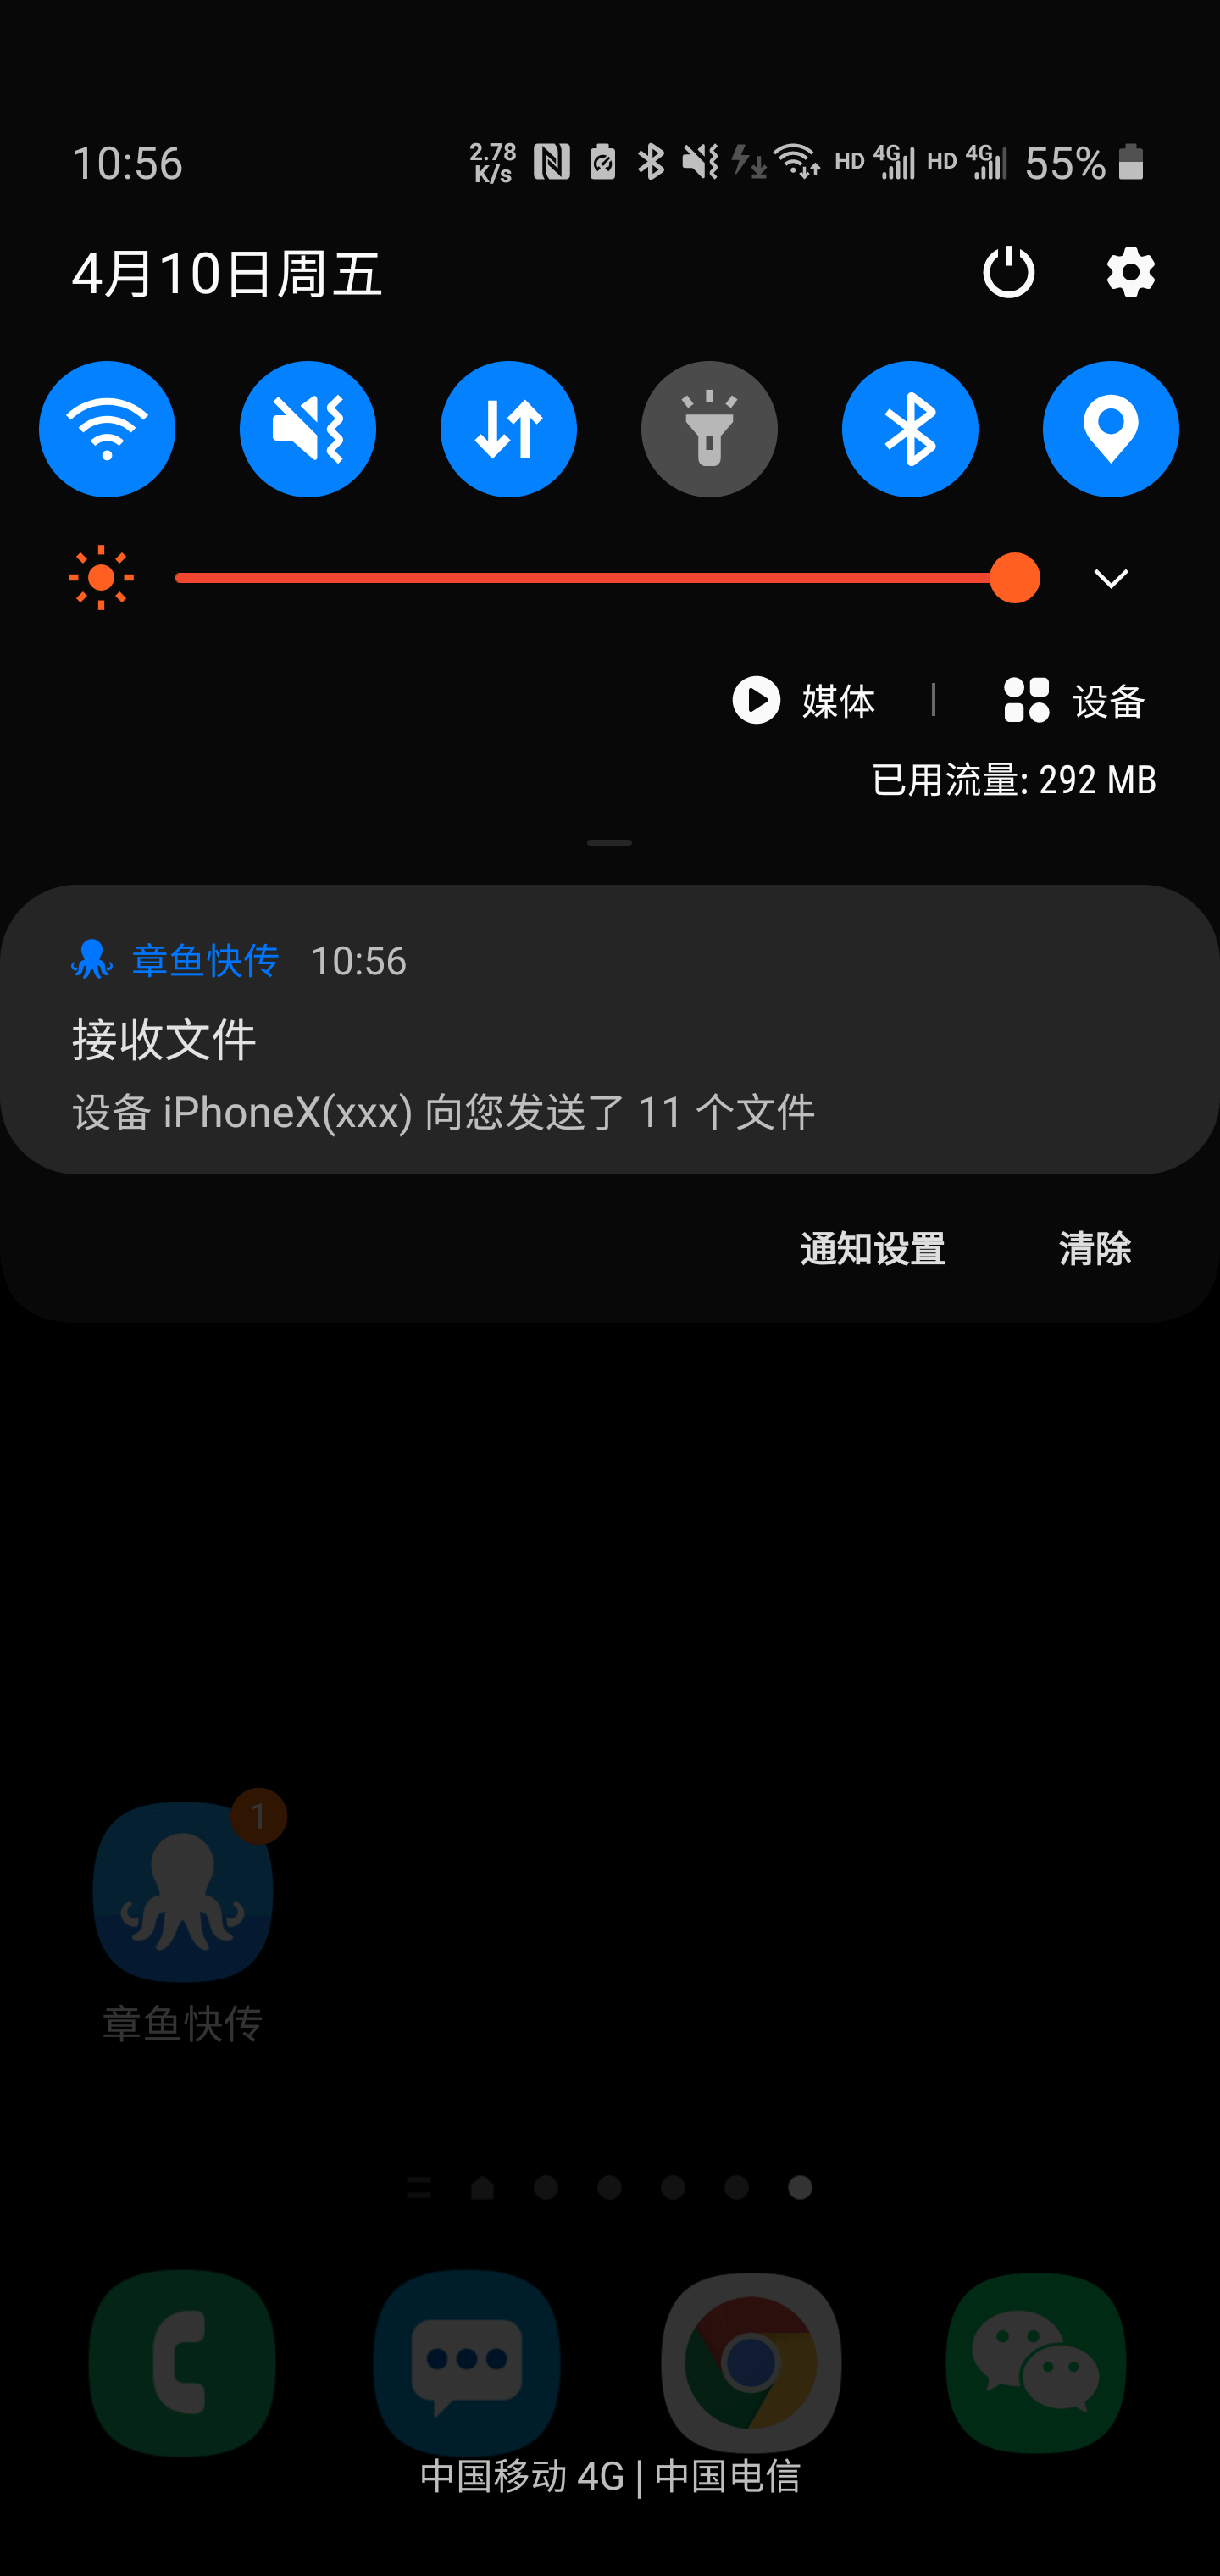 10:56
2.78
K/s
HD 4G HD 4G 55%
4月10日周五
媒体 | 设备
已用流量: 292 MB
章鱼快传 10:56
接收文件
设备 iPhoneX(xxx) 向您发送了 11 个文件
通知设置 清除
1
章鱼快传
中国移动 4G | 中国电信